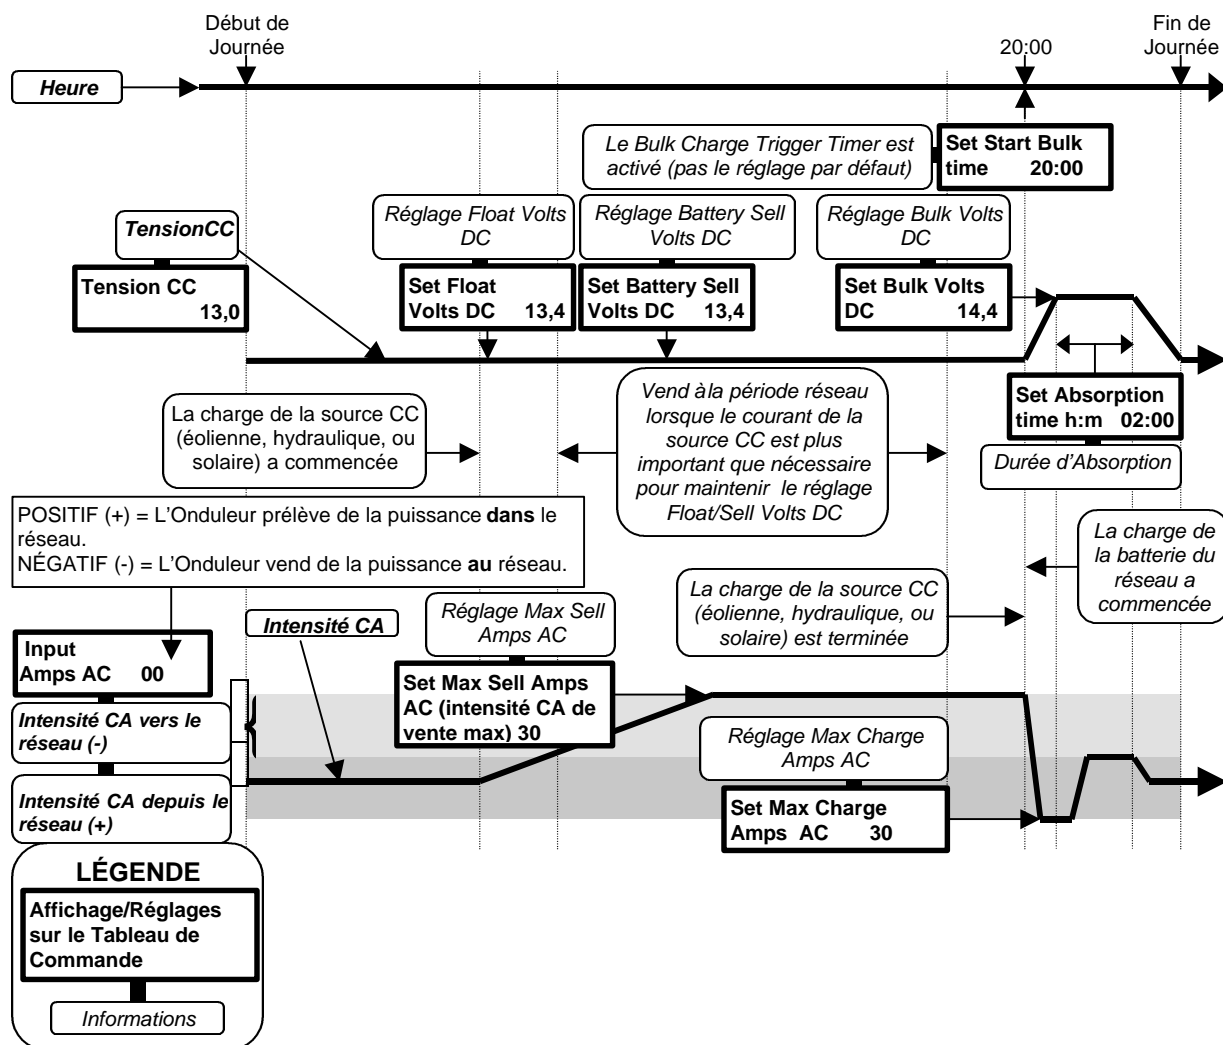 Début de
Journée
20:00
Fin de
Journée
Heure
Le Bulk Charge Trigger Timer est
activé (pas le réglage par défaut)
Set Start Bulk
time 20:00
TensionCC
Réglage Float Volts
DC
Réglage Battery Sell
Volts DC
Réglage Bulk Volts
DC
Tension CC
13,0
Set Float
Volts DC 13,4
Set Battery Sell
Volts DC 13,4
Set Bulk Volts
DC 14,4
La charge de la source CC
(éolienne, hydraulique, ou
solaire) a commencée
Vend àla période réseau
lorsque le courant de la
source CC est plus
important que nécessaire
pour maintenir le réglage
Float/Sell Volts DC
Set Absorption
time h:m 02:00
Durée d’Absorption
POSITIF (+) = L’Onduleur prélève de la puissance dans le
réseau.
NÉGATIF (-) = L’Onduleur vend de la puissance au réseau.
La charge de
la batterie du
réseau a
commencée
La charge de la source CC
(éolienne, hydraulique, ou
solaire) est terminée
Intensité CA
Réglage Max Sell
Amps AC
Input
Amps AC 00
Set Max Sell Amps
AC (intensité CA de
vente max) 30
Intensité CA vers le
réseau (-)
Réglage Max Charge
Amps AC
Intensité CA depuis le
réseau (+)
Set Max Charge
Amps AC 30
LÉGENDE
Affichage/Réglages
sur le Tableau de
Commande
Informations